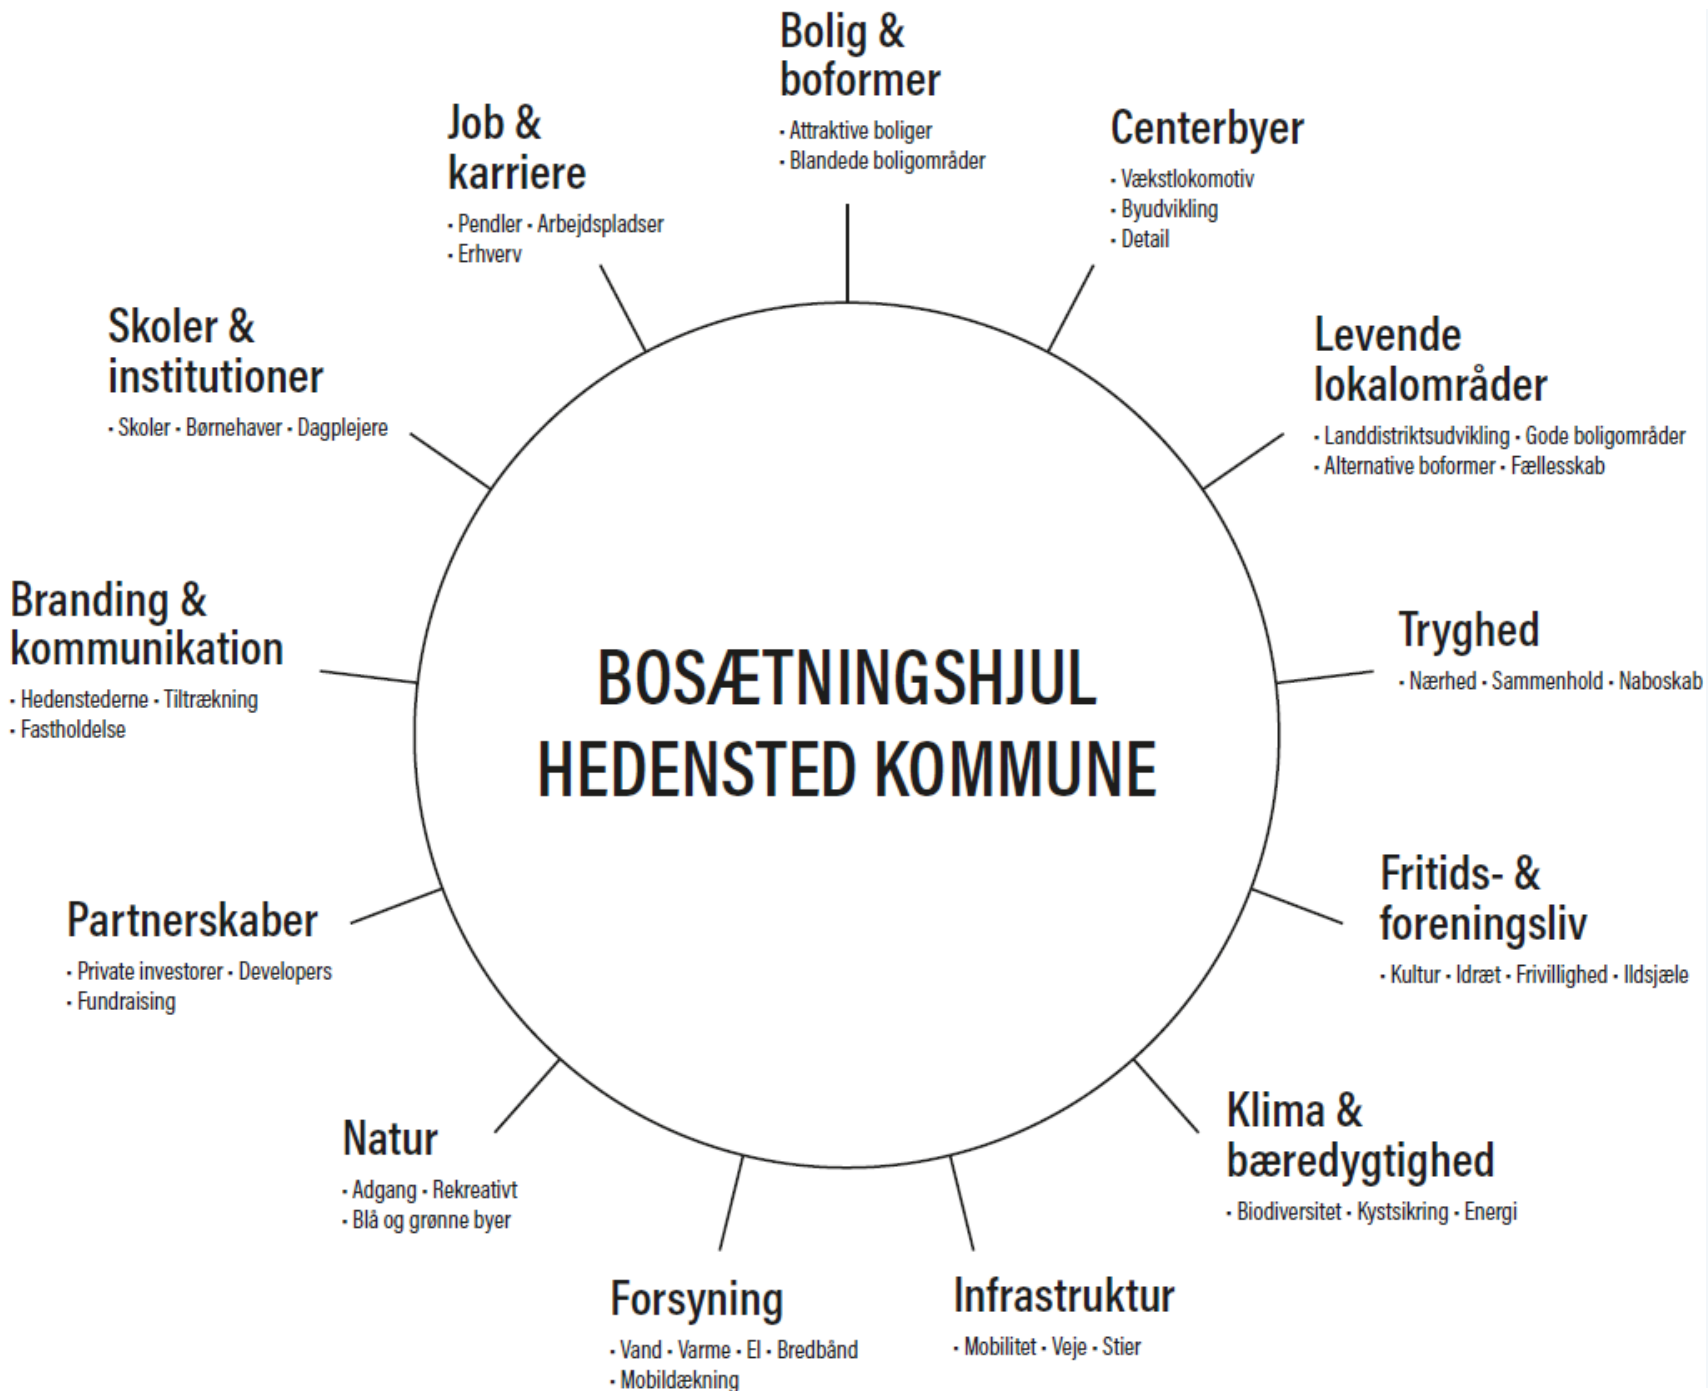 Bolig &
boformer
- Attraktive boliger
- Blandede boligområder
Centerbyer
- Vækstlokomotiv
- Byudvikling
- Detail
Levende
lokalområder
- Landdistriktsudvikling - Gode boligområder
- Alternative boformer - Fællesskab
Tryghed
- Nærhed - Sammenhold - Naboskab
Fritids- &
foreningsliv
- Kultur - Idræt - Frivillighed - Ildsjæle
Klima &
bæredygtighed
- Biodiversitet - Kystsikring - Energi
Infrastruktur
- Mobilitet - Veje - Stier
Forsyning
- Vand - Varme - El - Bredbånd
- Mobildækning
Natur
- Adgang - Rekreativt
- Blå og grønne byer
Partnerskaber
- Private investorer - Developers
- Fundraising
Branding &
kommunikation
- Hedenstederne - Tiltrækning
- Fastholdelse
Skoler &
institutioner
- Skoler - Børnehaver - Dagplejere
Job &
karriere
- Pendler - Arbejdspladser
- Erhverv
BOSÆTNINGSHJUL
HEDENSTED KOMMUNE